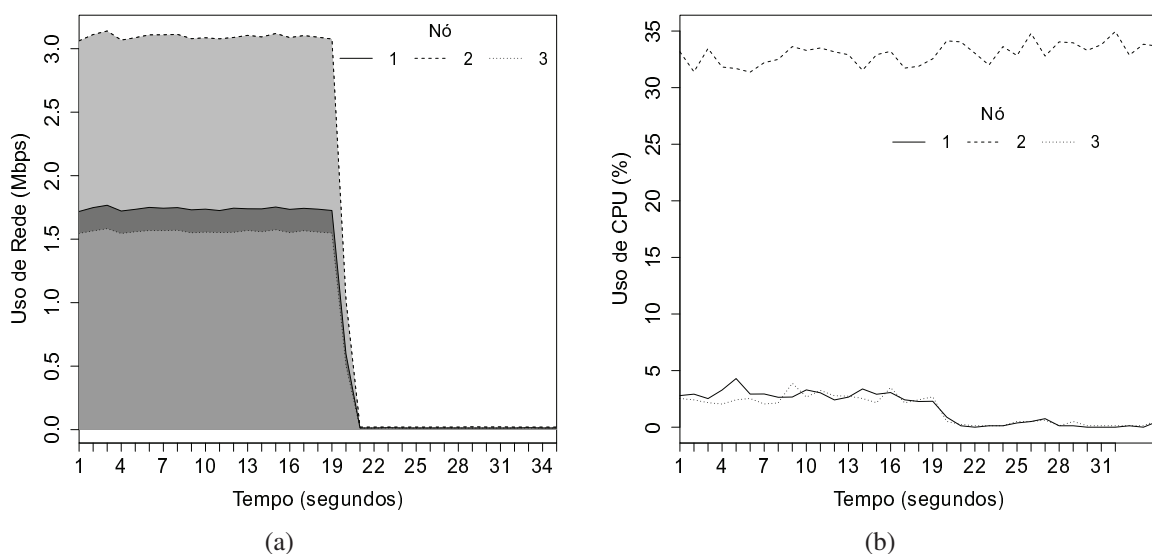 Nó
1 2 3
Uso de Rede (Mbps)
3.0
2.5
2.0
1.5
1.0
0.5
0.0
1 4 7 10 13 16 19 22 25 28 31 34
Tempo (segundos)
(a)
Nó
1 2 3
Uso de CPU (%)
35
30
25
20
15
10
5
0
1 4 7 10 13 16 19 22 25 28 31
Tempo (segundos)
(b)